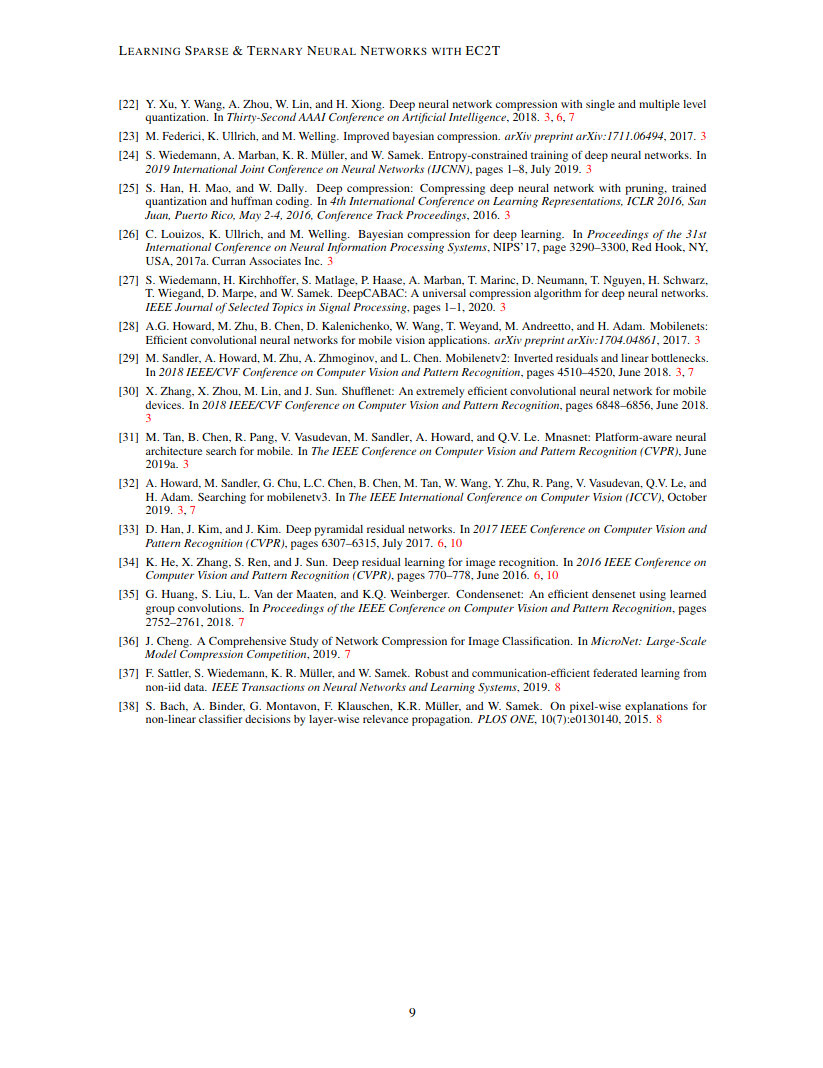 LEARNING SPARSE & TERNARY NEURAL NETWORKS WITH EC2T
[22] Y. Xu, Y. Wang, A. Zhou, W. Lin, and H. Xiong. Deep neural network compression with single and multiple level
quantization. In Thirty-Second AAAI Conference on Artificial Intelligence, 2018. 3, 6, 7
[23] M. Federici, K. Ullrich, and M. Welling. Improved bayesian compression. arXiv preprint arXiv:1711.06494, 2017. 3
[24] S. Wiedemann, A. Marban, K. R. Müller, and W. Samek. Entropy-constrained training of deep neural networks. In
2019 International Joint Conference on Neural Networks (IJCNN), pages 1–8, July 2019. 3
[25] S. Han, H. Mao, and W. Dally. Deep compression: Compressing deep neural network with pruning, trained
quantization and huffman coding. In 4th International Conference on Learning Representations, ICLR 2016, San
Juan, Puerto Rico, May 2-4, 2016, Conference Track Proceedings, 2016. 3
[26] C. Louizos, K. Ullrich, and M. Welling. Bayesian compression for deep learning. In Proceedings of the 31st
International Conference on Neural Information Processing Systems, NIPS'17, page 3290–3300, Red Hook, NY,
USA, 2017a. Curran Associates Inc. 3
[27] S. Wiedemann, H. Kirchhoffer, S. Matlage, P. Haase, A. Marban, T. Marinc, D. Neumann, T. Nguyen, H. Schwarz,
T. Wiegand, D. Marpe, and W. Samek. DeepCABAC: A universal compression algorithm for deep neural networks.
IEEE Journal of Selected Topics in Signal Processing, pages 1–1, 2020. 3
[28] A.G. Howard, M. Zhu, B. Chen, D. Kalenichenko, W. Wang, T. Weyand, M. Andreetto, and H. Adam. Mobilenets:
Efficient convolutional neural networks for mobile vision applications. arXiv preprint arXiv:1704.04861, 2017. 3
[29] M. Sandler, A. Howard, M. Zhu, A. Zhmoginov, and L. Chen. Mobilenetv2: Inverted residuals and linear bottlenecks.
In 2018 IEEE/CVF Conference on Computer Vision and Pattern Recognition, pages 4510–4520, June 2018. 3, 7
[30] X. Zhang, X. Zhou, M. Lin, and J. Sun. Shufflenet: An extremely efficient convolutional neural network for mobile
devices. In 2018 IEEE/CVF Conference on Computer Vision and Pattern Recognition, pages 6848–6856, June 2018.
3
[31] M. Tan, B. Chen, R. Pang, V. Vasudevan, M. Sandler, A. Howard, and Q.V. Le. Mnasnet: Platform-aware neural
architecture search for mobile. In The IEEE Conference on Computer Vision and Pattern Recognition (CVPR), June
2019a. 3
[32] A. Howard, M. Sandler, G. Chu, L.C. Chen, B. Chen, M. Tan, W. Wang, Y. Zhu, R. Pang, V. Vasudevan, Q.V. Le, and
H. Adam. Searching for mobilenetv3. In The IEEE International Conference on Computer Vision (ICCV), October
2019. 3, 7
[33] D. Han, J. Kim, and J. Kim. Deep pyramidal residual networks. In 2017 IEEE Conference on Computer Vision and
Pattern Recognition (CVPR), pages 6307–6315, July 2017. 6, 10
[34] K. He, X. Zhang, S. Ren, and J. Sun. Deep residual learning for image recognition. In 2016 IEEE Conference on
Computer Vision and Pattern Recognition (CVPR), pages 770–778, June 2016. 6, 10
[35] G. Huang, S. Liu, L. Van der Maaten, and K.Q. Weinberger. Condensenet: An efficient densenet using learned
group convolutions. In Proceedings of the IEEE Conference on Computer Vision and Pattern Recognition, pages
2752–2761, 2018. 7
[36] J. Cheng. A Comprehensive Study of Network Compression for Image Classification. In MicroNet: Large-Scale
Model Compression Competition, 2019. 7
[37] F. Sattler, S. Wiedemann, K. R. Müller, and W. Samek. Robust and communication-efficient federated learning from
non-iid data. IEEE Transactions on Neural Networks and Learning Systems, 2019. 8
[38] S. Bach, A. Binder, G. Montavon, F. Klauschen, K.R. Müller, and W. Samek. On pixel-wise explanations for
non-linear classifier decisions by layer-wise relevance propagation. PLOS ONE, 10(7):e0130140, 2015. 8
9